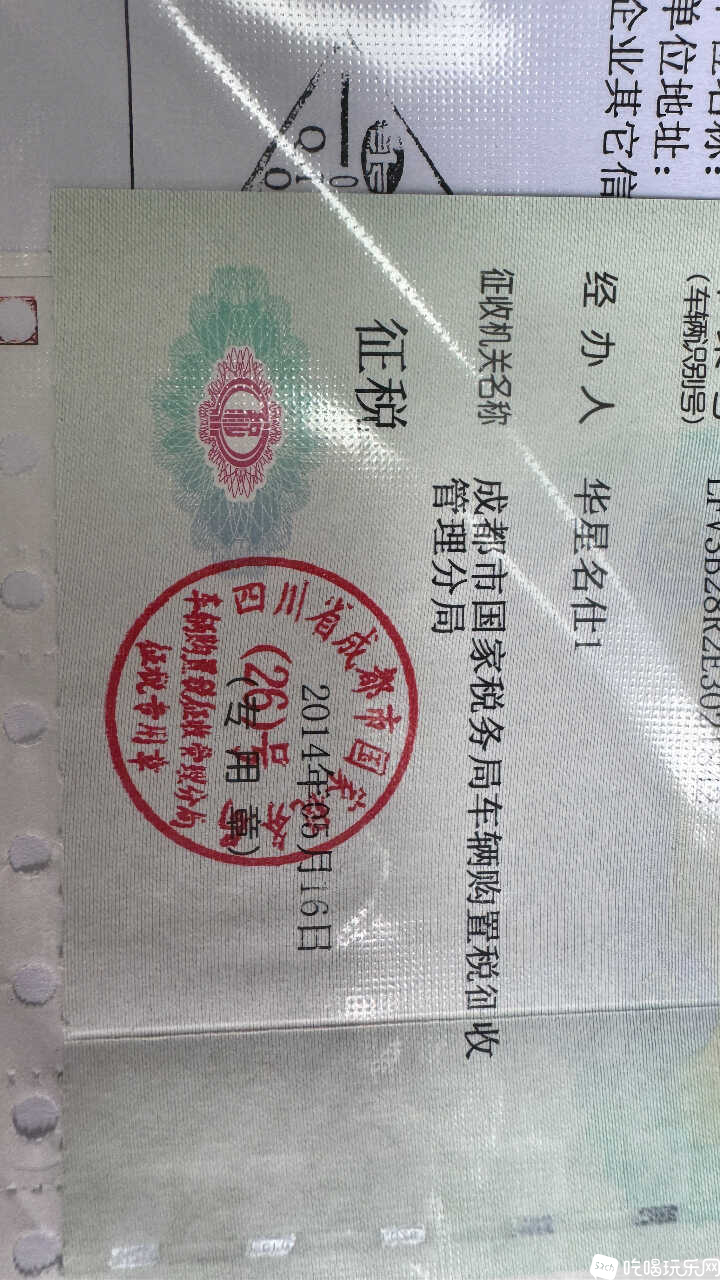 单位地址:
企业其它信
(车辆识别号)
经办人 华星名仕1
征收机关名称 成都市国家税务局车辆购置税征收
管理分局
征税
2014年05月16日
(专用章)
四川省成都市国家税务局
(26)号
车辆购置税征收管理分局
征税专用章
吃喝玩乐网